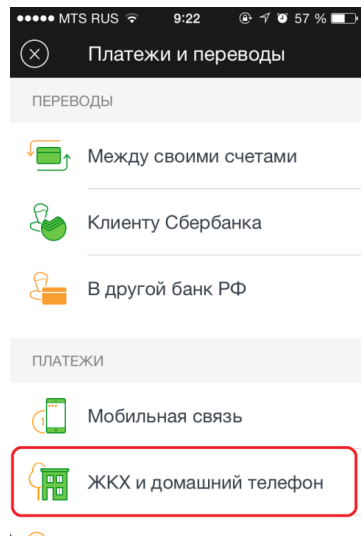 MTS RUS 9:22 57 %
Платежи и переводы
ПЕРЕВОДЫ
Между своими счетами
Клиенту Сбербанка
В другой банк РФ
ПЛАТЕЖИ
Мобильная связь
ЖКХ и домашний телефон